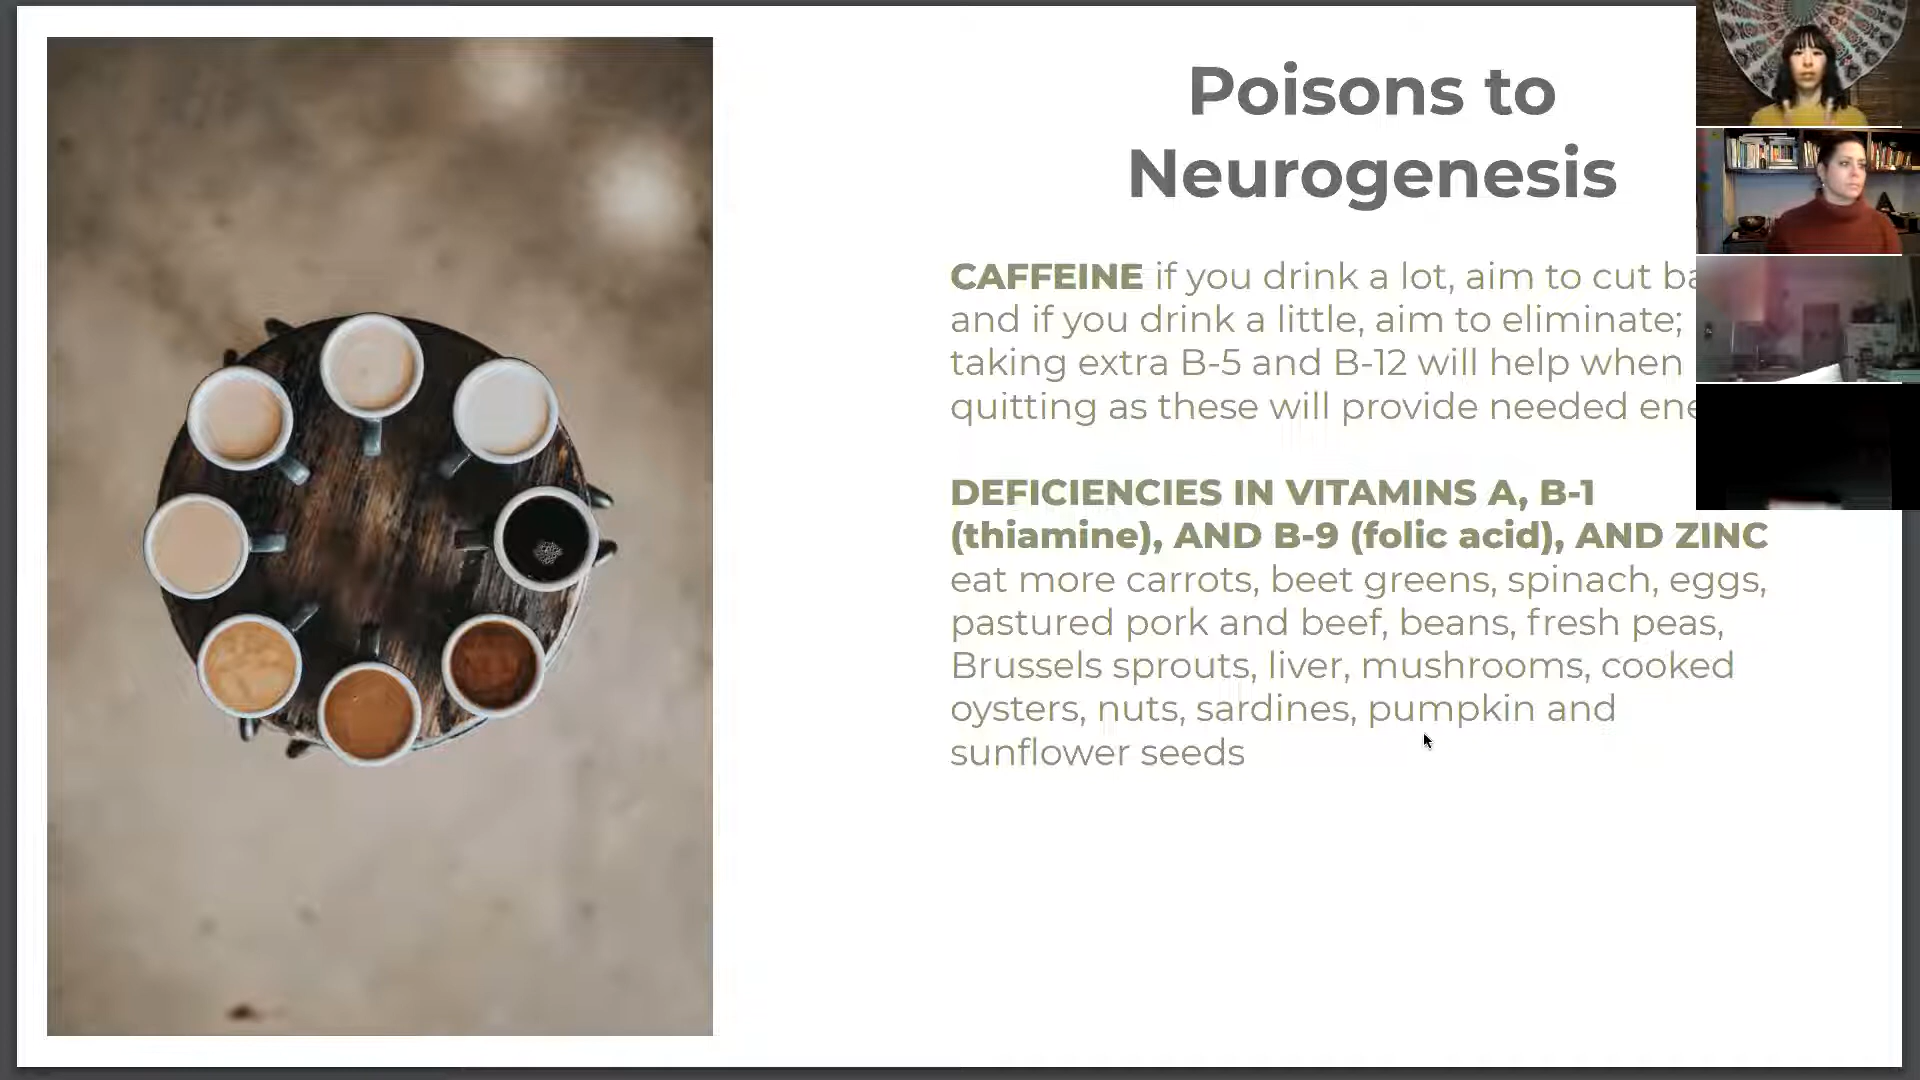 Poisons to
Neurogenesis
CAFFEINE if you drink a lot, aim to cut
and if you drink a little, aim to eliminate;
taking extra B-5 and B-12 will help when
quitting as these will provide needed
DEFICIENCIES IN VITAMINS A, B-1
(thiamine), AND B-9 (folic acid), AND ZINC
eat more carrots, beet greens, spinach, eggs,
pastured pork and beef, beans, fresh peas,
Brussels sprouts, liver, mushrooms, cooked
oysters, nuts, sardines, pumpkin and
sunflower seeds